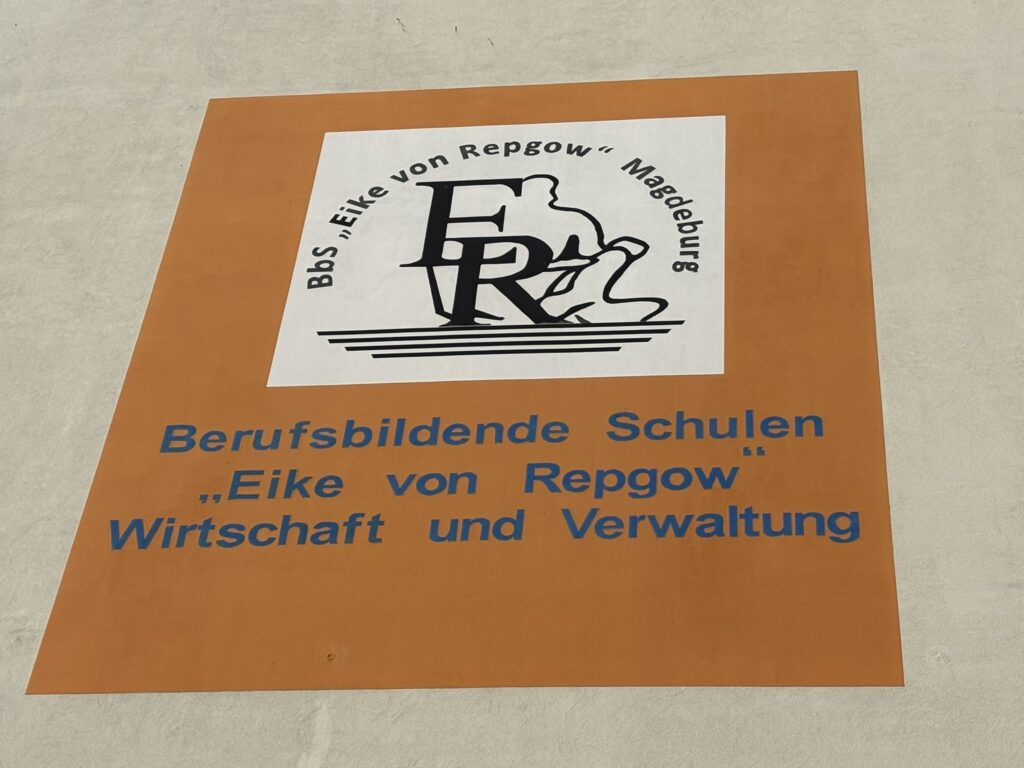 BbS „Eike von Repgow“ Magdeburg
ER
Berufsbildende Schulen
„Eike von Repgow“
Wirtschaft und Verwaltung